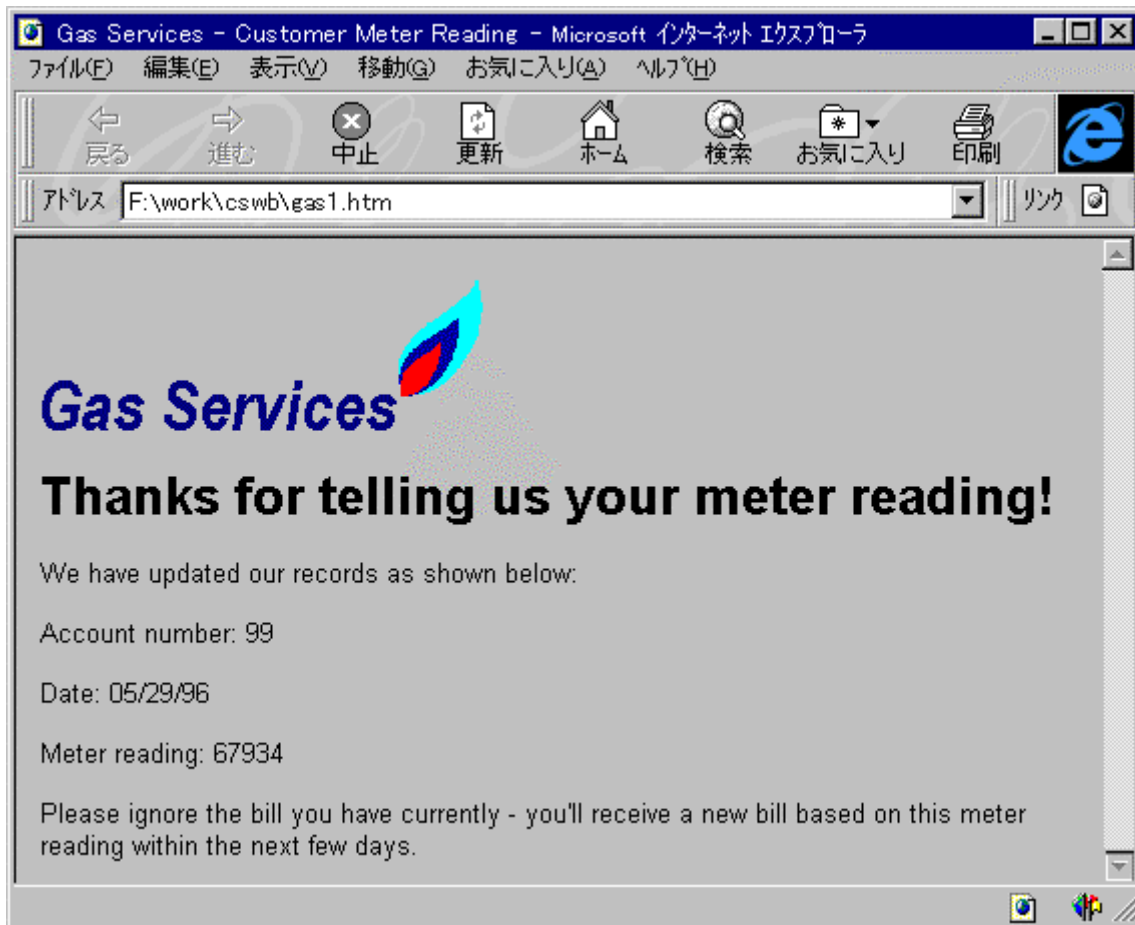 Gas Services - Customer Meter Reading - Microsoft インターネット エクスプローラ
ファイル(F) 編集(E) 表示(V) 移動(G) お気に入り(A) ヘルプ(H)
戻る 進む 中止 更新 ホーム 検索 お気に入り 印刷
アドレス F:\work\cswb\gas1.htm リンク
Gas Services
Thanks for telling us your meter reading!
We have updated our records as shown below:
Account number: 99
Date: 05/29/96
Meter reading: 67934
Please ignore the bill you have currently - you'll receive a new bill based on this meter
reading within the next few days.